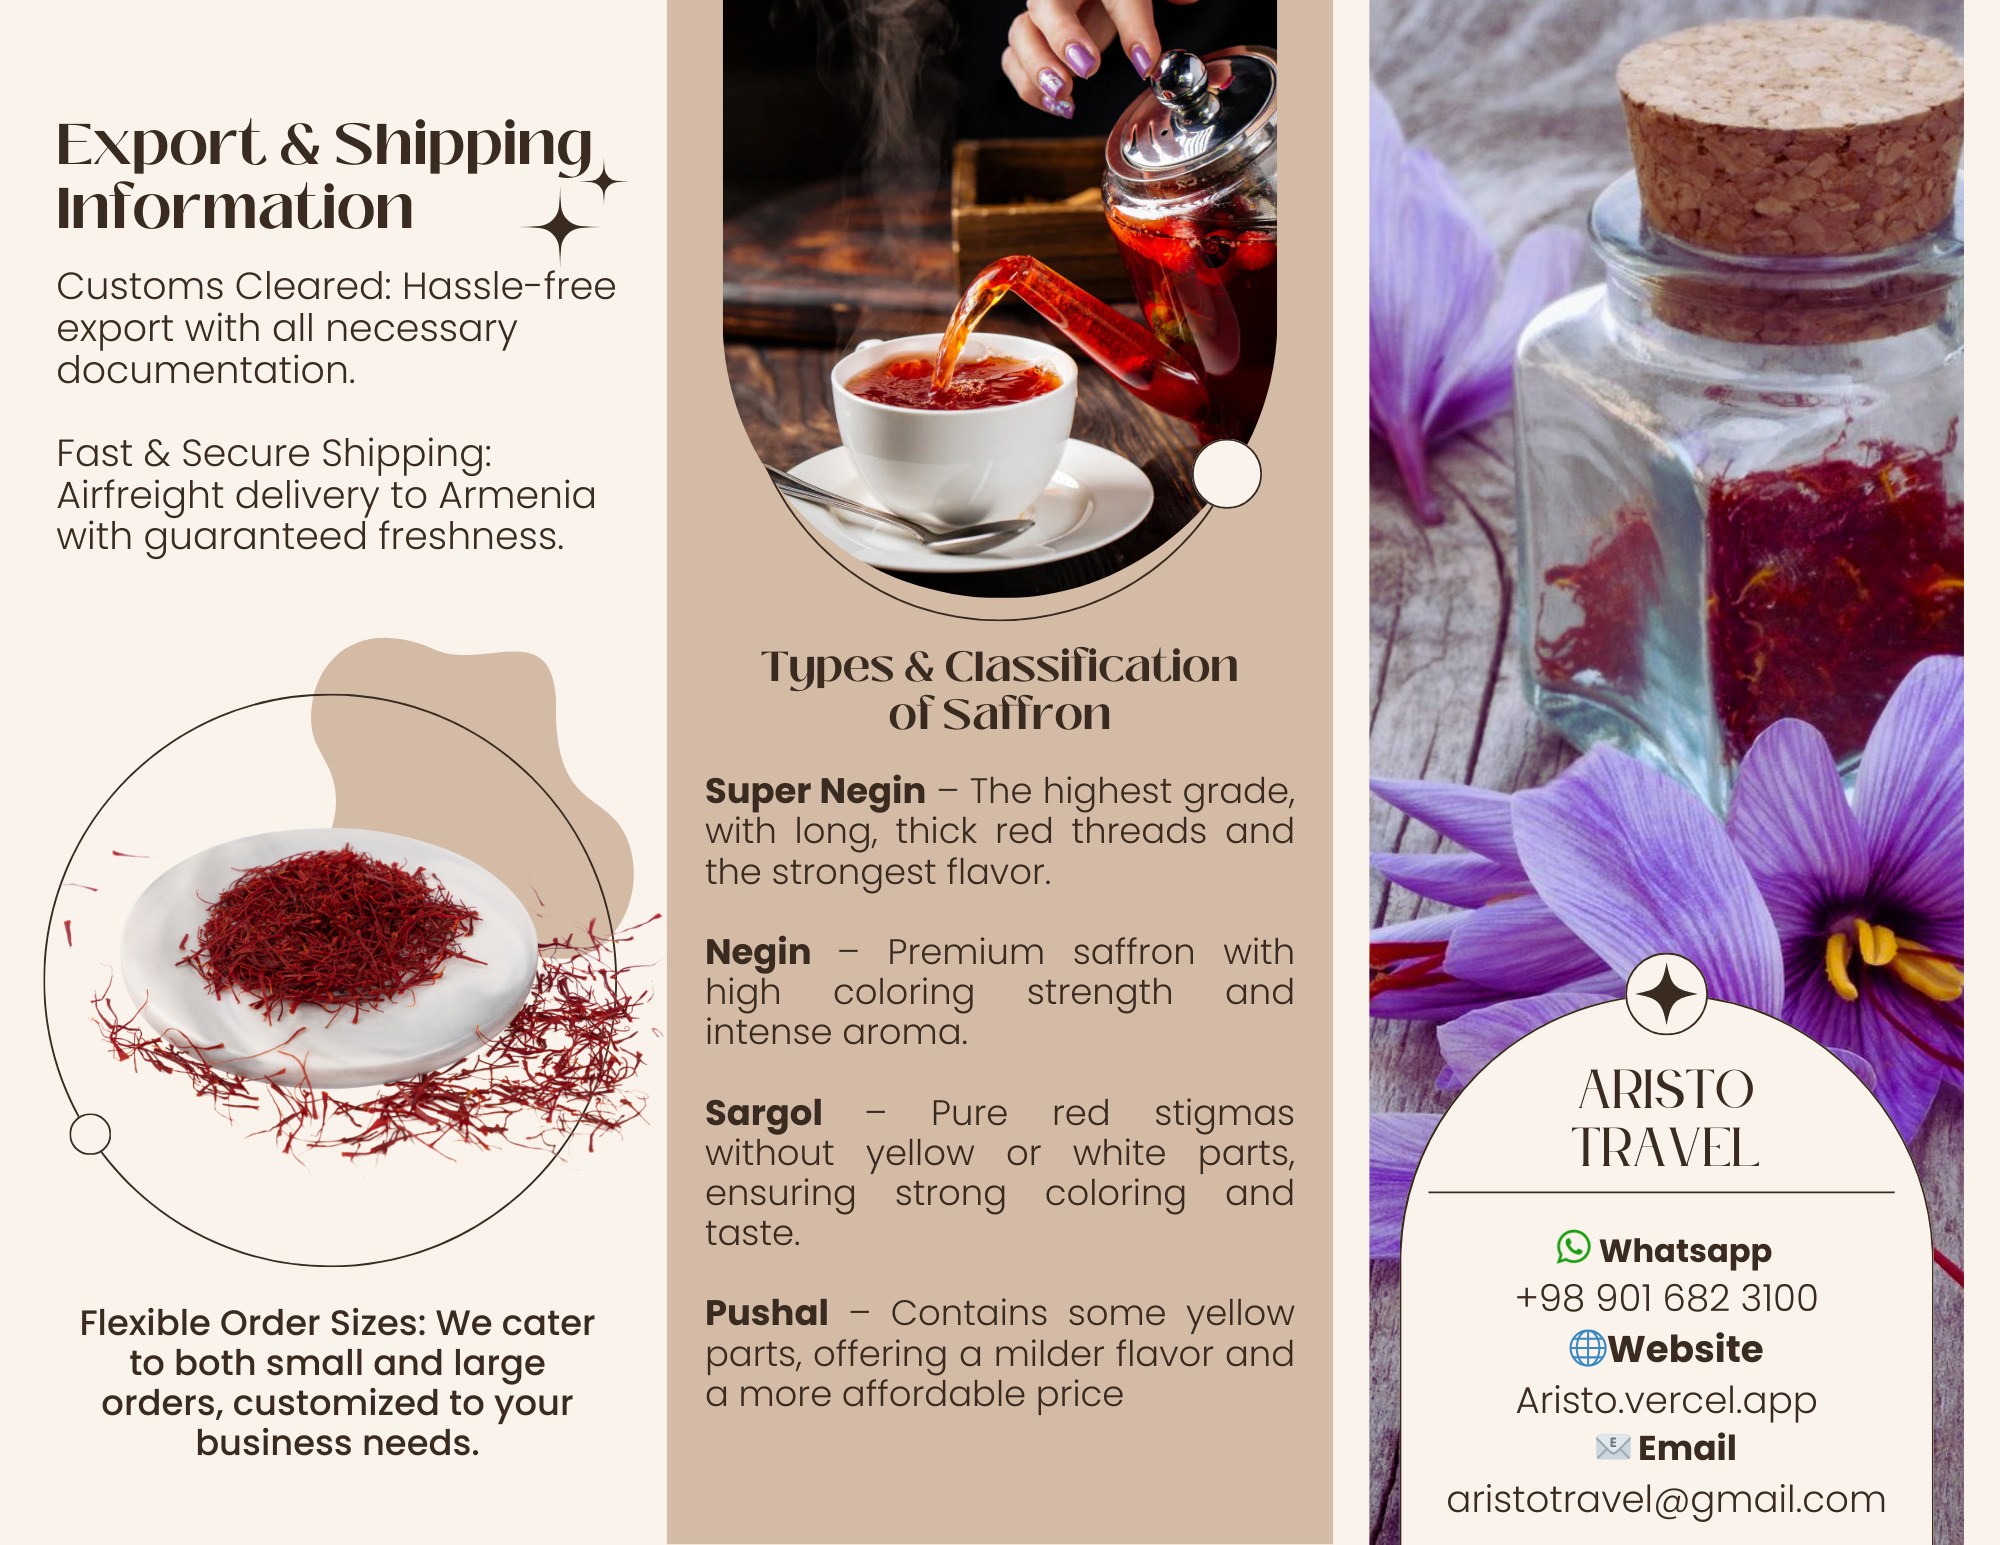 Export & Shipping
Information
Customs Cleared: Hassle-free
export with all necessary
documentation.
Fast & Secure Shipping:
Airfreight delivery to Armenia
with guaranteed freshness.
Flexible Order Sizes: We cater
to both small and large
orders, customized to your
business needs.
Types & Classification
of Saffron
Super Negin – The highest grade,
with long, thick red threads and
the strongest flavor.
Negin – Premium saffron with
high coloring strength and
intense aroma.
Sargol – Pure red stigmas
without yellow or white parts,
ensuring strong coloring and
taste.
Pushal – Contains some yellow
parts, offering a milder flavor and
a more affordable price
ARISTO
TRAVEL
Whatsapp
+98 901 682 3100
Website
Aristo.vercel.app
E Email
aristotravel@gmail.com